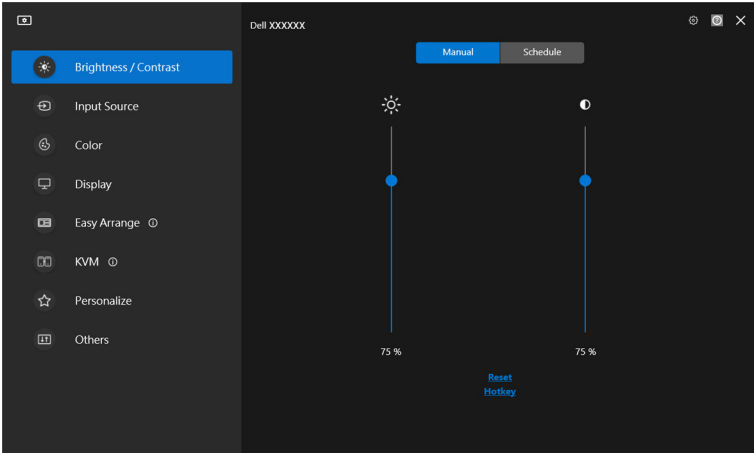 Dell XXXXXX
Manual
Schedule
Brightness / Contrast
Input Source
Color
Display
Easy Arrange
KVM
Personalize
Others
75 %
75 %
Reset
Hotkey